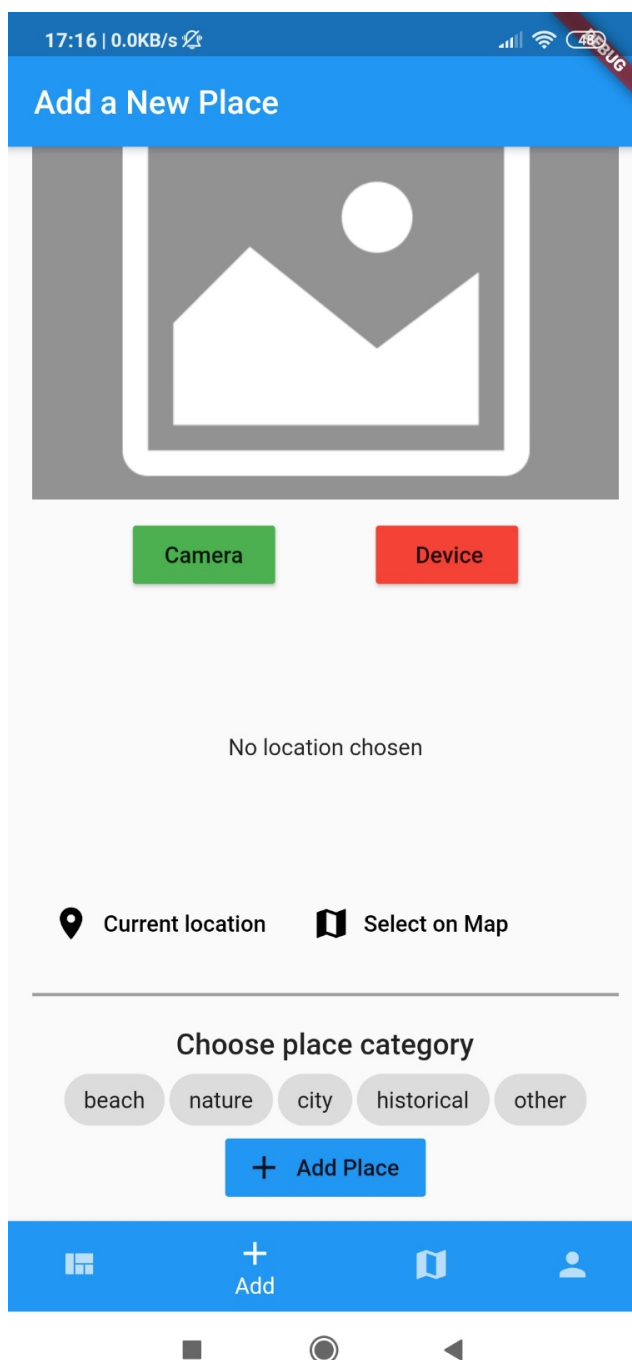 17:16 | 0.0KB/s 48
DEBUG
Add a New Place
Camera Device
No location chosen
Current location Select on Map
Choose place category
beach nature city historical other
+ Add Place
Add